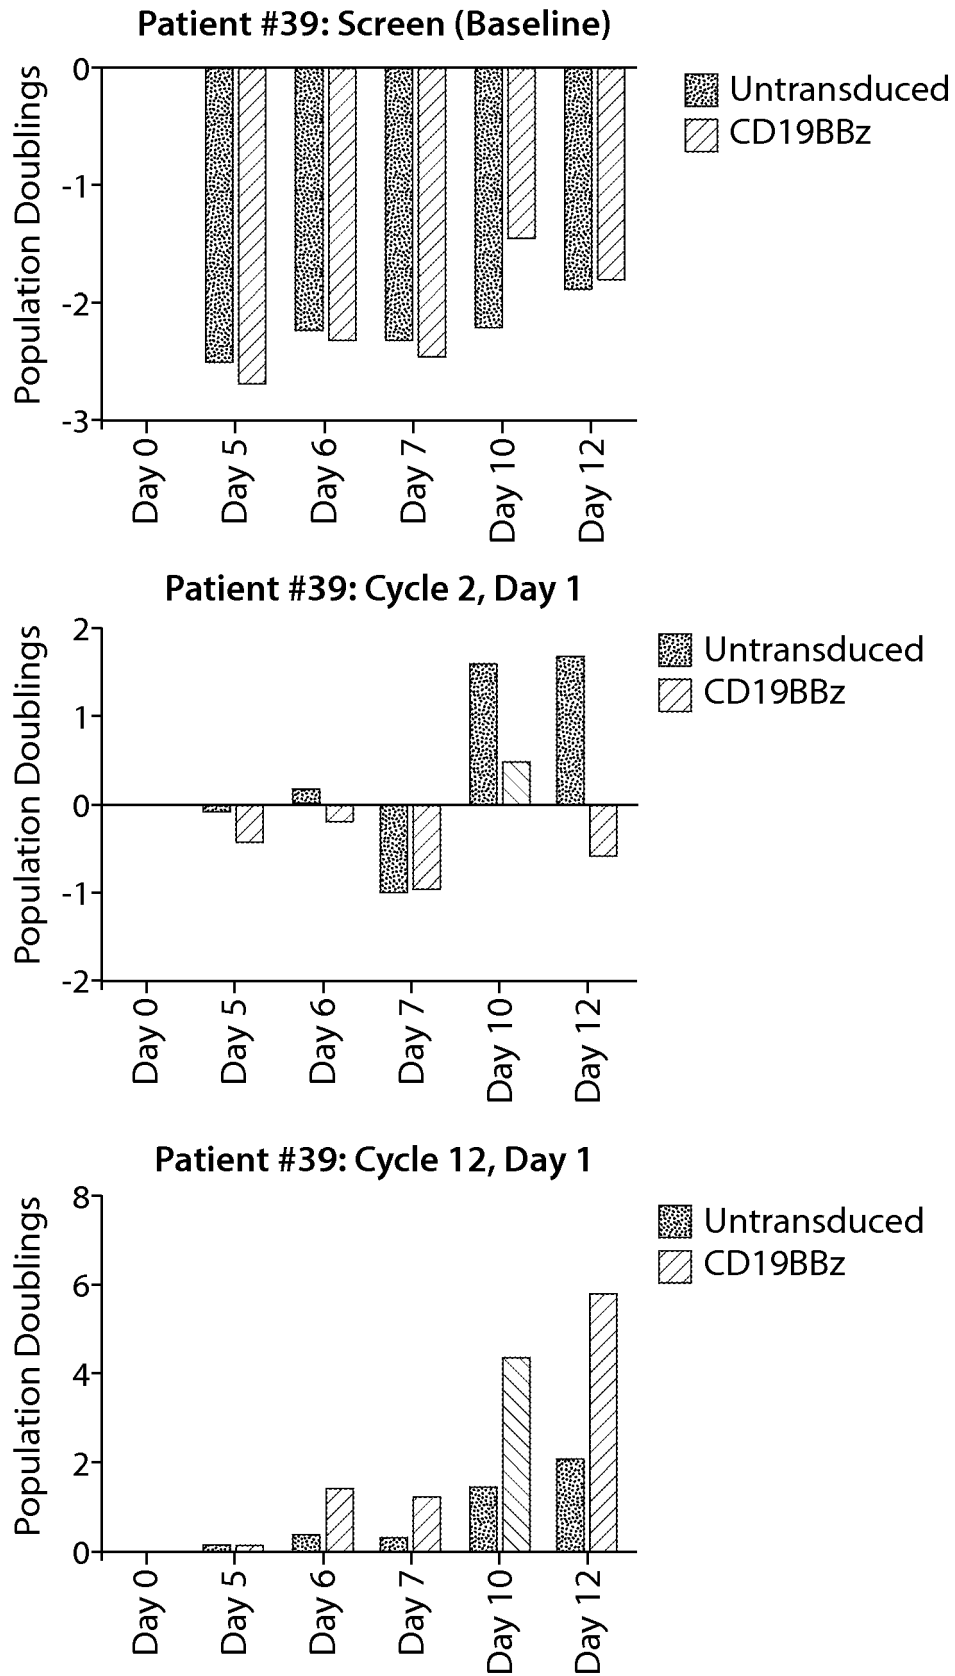 Patient #39: Screen (Baseline)
Population Doublings
0
-1
-2
-3
Day 0
Day 5
Day 6
Day 7
Day 10
Day 12
Untransduced
CD19BBz
Patient #39: Cycle 2, Day 1
Population Doublings
2
1
0
-1
-2
Day 0
Day 5
Day 6
Day 7
Day 10
Day 12
Untransduced
CD19BBz
Patient #39: Cycle 12, Day 1
Population Doublings
8
6
4
2
0
Day 0
Day 5
Day 6
Day 7
Day 10
Day 12
Untransduced
CD19BBz